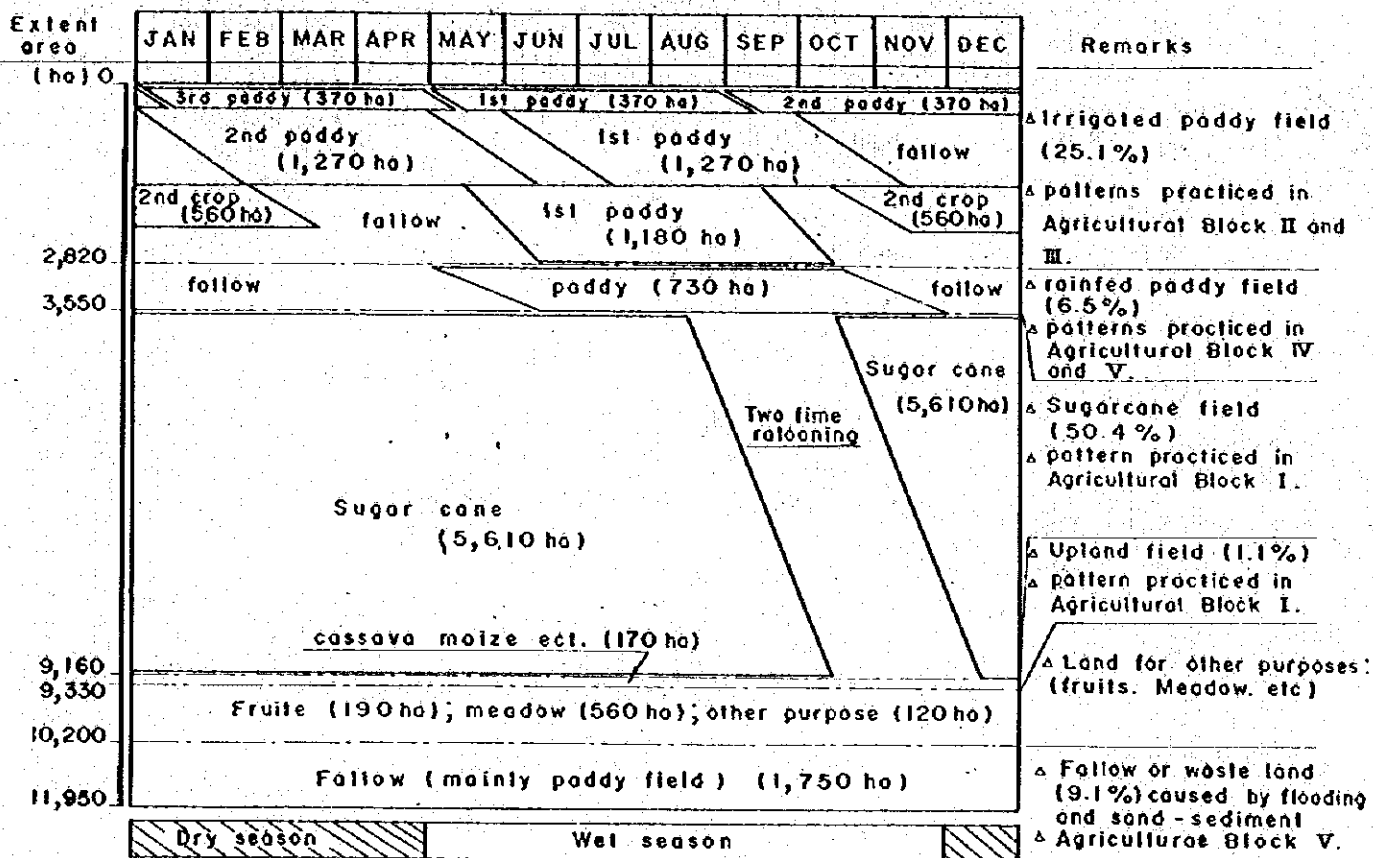 Extent
area
(ha) 0
JAN FEB MAR APR MAY JUN JUL AUG SEP OCT NOV DEC
Remarks
3rd paddy (370 ha)
1st paddy (370 ha)
2nd paddy (370 ha)
2nd paddy
(1,270 ha)
1st paddy
(1,270 ha)
fallow
2nd crop
(560 ha)
fallow
1st paddy
(1,180 ha)
2nd crop
(560 ha)
2,820
fallow
paddy (730 ha)
fallow
3,550
Sugar cane
(5,610 ha)
Two time
ratooning
Sugar cane
(5,610 ha)
cassava maize ect. (170 ha)
9,160
9,330
Fruite (190 ha); meadow (560 ha); other purpose (120 ha)
10,200
Fallow (mainly paddy field) (1,750 ha)
11,950
Dry season
Wet season
△ Irrigated paddy field
(25.1%)
△ patterns practiced in
Agricultural Block II and
III.
△ rainfed paddy field
(6.5%)
△ patterns practiced in
Agricultural Block IV
and V.
△ Sugarcane field
(50.4%)
△ pattern practiced in
Agricultural Block I.
△ Upland field (1.1%)
△ pattern practiced in
Agricultural Block I.
△ Land for other purposes:
(fruits. Meadow. etc)
△ Fallow or waste land
(9.1%) caused by flooding
and sand-sediment
△ Agricultural Block V.